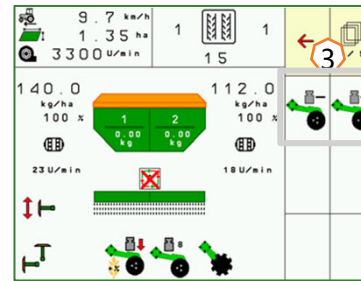 9.7 km/h
1.35 ha
3300 U/min
1 1
15
3
140.0 112.0
kg/ha kg/ha
100 % 100 %
1 2
0.00 0.00
kg kg
23 U/min 18 U/min
8
%